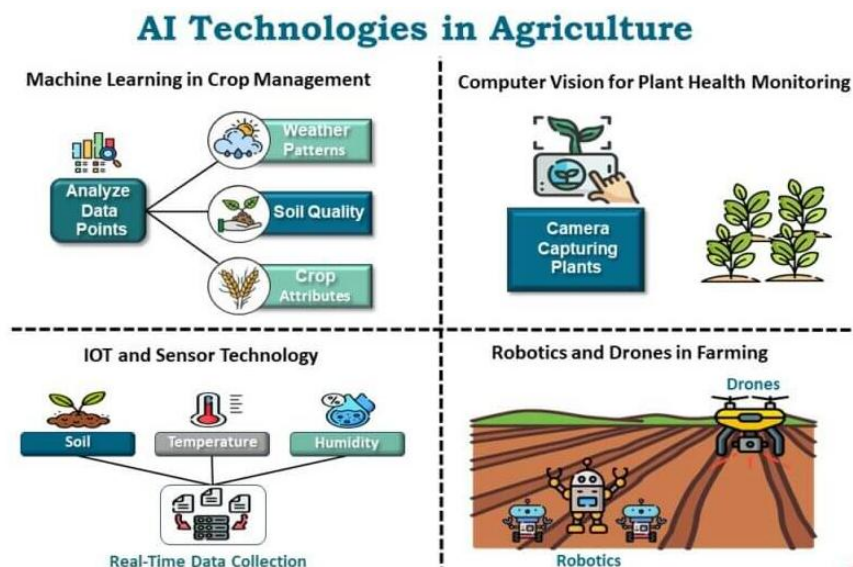 AI Technologies in Agriculture
Machine Learning in Crop Management
Analyze
Data
Points
Weather
Patterns
Soil Quality
Crop
Attributes
Computer Vision for Plant Health Monitoring
Camera
Capturing
Plants
IOT and Sensor Technology
Soil
Temperature
Humidity
%
Real-Time Data Collection
Robotics and Drones in Farming
Drones
Robotics